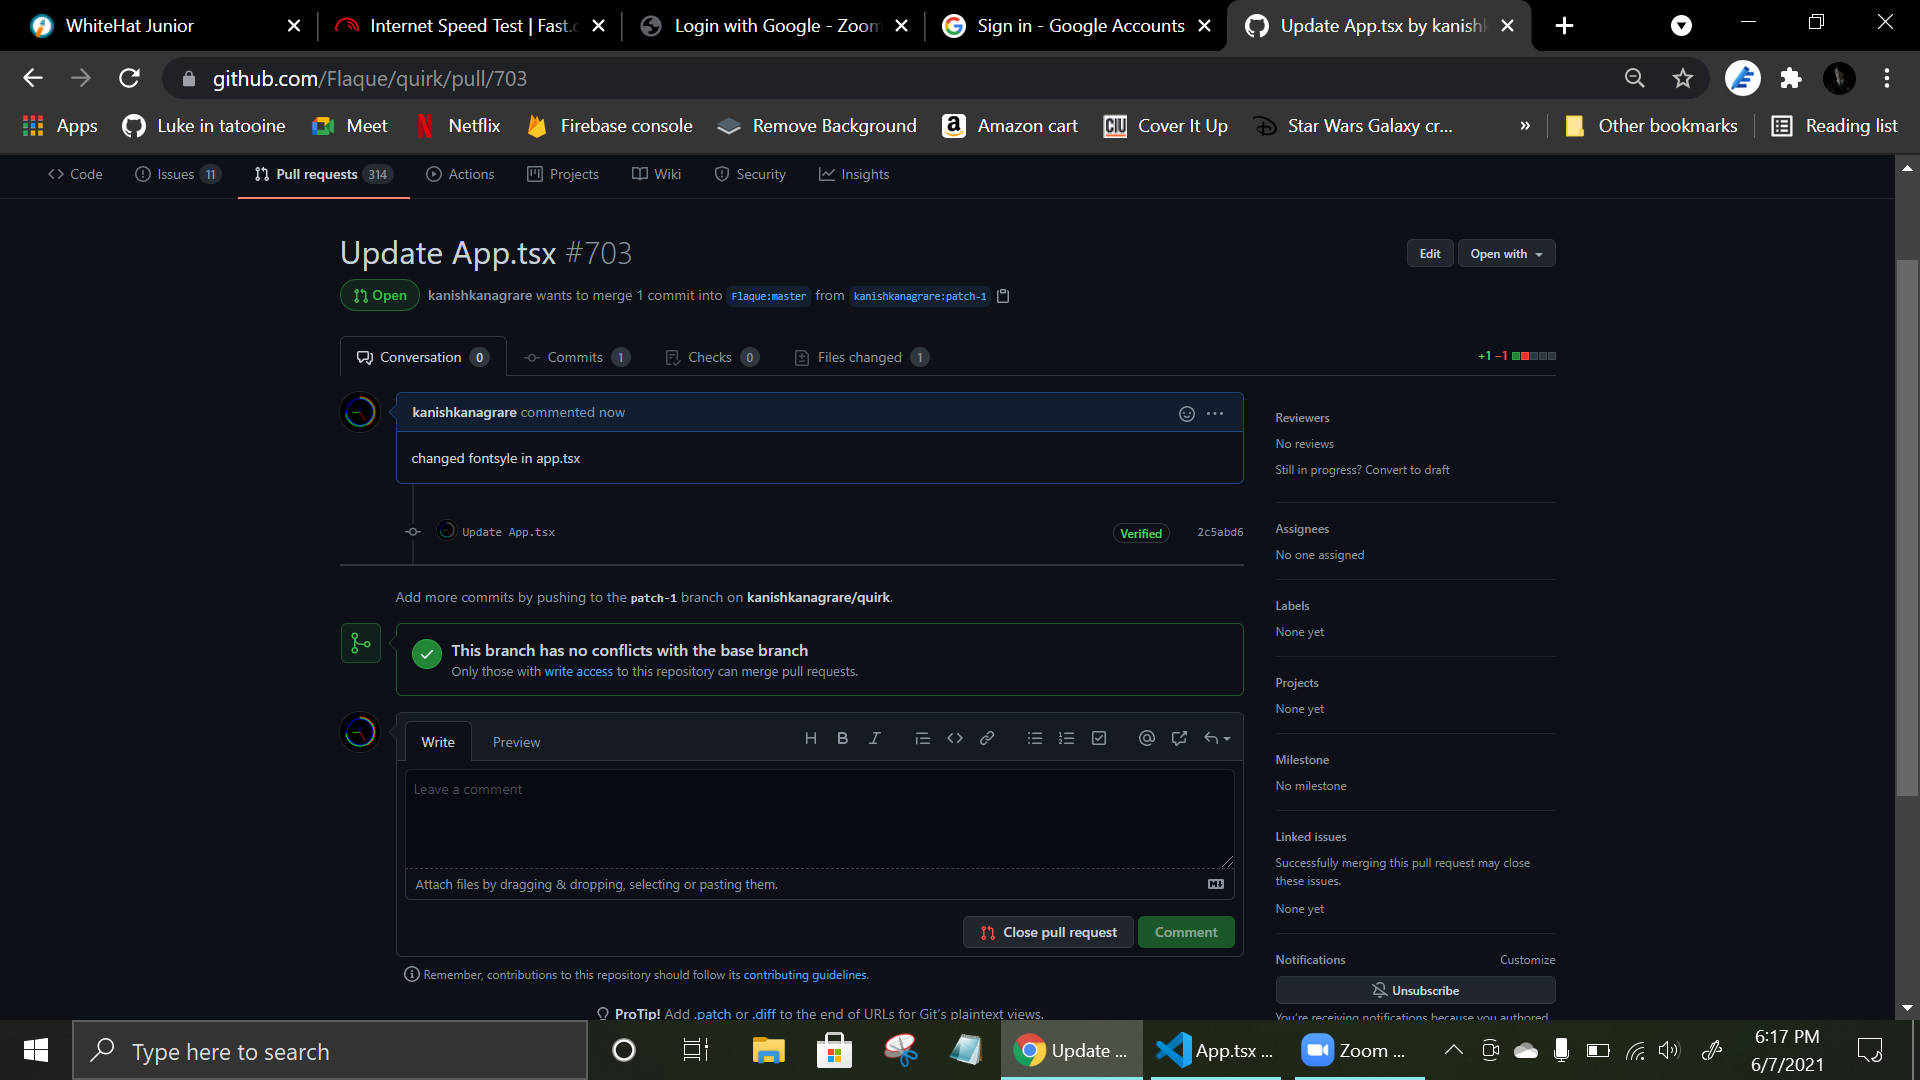 WhiteHat Junior
Internet Speed Test | Fast.c
Login with Google - Zoom
Sign in - Google Accounts
Update App.tsx by kanishk
github.com/Flaque/quirk/pull/703
Apps
Luke in tatooine
Meet
Netflix
Firebase console
Remove Background
Amazon cart
CIU
Cover It Up
Star Wars Galaxy cr...
»
Other bookmarks
Reading list
Code
Issues 11
Pull requests 314
Actions
Projects
Wiki
Security
Insights
Update App.tsx #703
Edit
Open with
Open
kanishkanagrare wants to merge 1 commit into Flaque:master from kanishkanagrare:patch-1
Conversation 0
Commits 1
Checks 0
Files changed 1
+1 −1
kanishkanagrare commented now
changed fontsyle in app.tsx
Update App.tsx
Verified
2c5abd6
Add more commits by pushing to the patch-1 branch on kanishkanagrare/quirk.
This branch has no conflicts with the base branch
Only those with write access to this repository can merge pull requests.
Write
Preview
H B I
Leave a comment
Attach files by dragging & dropping, selecting or pasting them.
Close pull request
Comment
Remember, contributions to this repository should follow its contributing guidelines.
ProTip! Add .patch or .diff to the end of URLs for Git's plaintext views.
Reviewers
No reviews
Still in progress? Convert to draft
Assignees
No one assigned
Labels
None yet
Projects
None yet
Milestone
No milestone
Linked issues
Successfully merging this pull request may close
these issues.
None yet
Notifications
Customize
Unsubscribe
You're receiving notifications because you authored
Type here to search
Update ...
App.tsx ...
Zoom ...
6:17 PM
6/7/2021